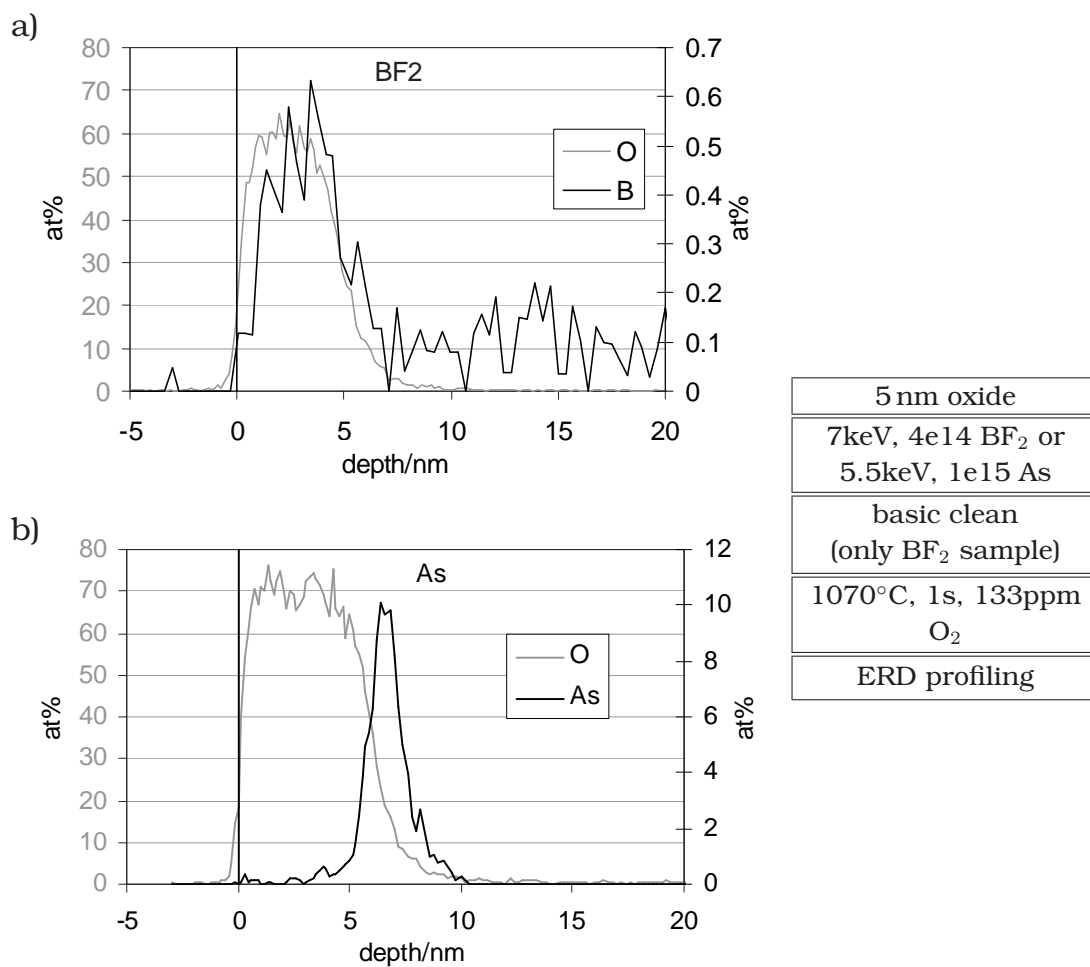 a)
BF2
80
70
60
50
40
30
20
10
0
at%
0.7
0.6
0.5
0.4
0.3
0.2
0.1
0
at%
O
B
-5 0 5 10 15 20
depth/nm
b)
As
80
70
60
50
40
30
20
10
0
at%
12
10
8
6
4
2
0
at%
O
As
-5 0 5 10 15 20
depth/nm
5 nm oxide
7keV, 4e14 BF₂ or
5.5keV, 1e15 As
basic clean
(only BF₂ sample)
1070°C, 1s, 133ppm
O₂
ERD profiling